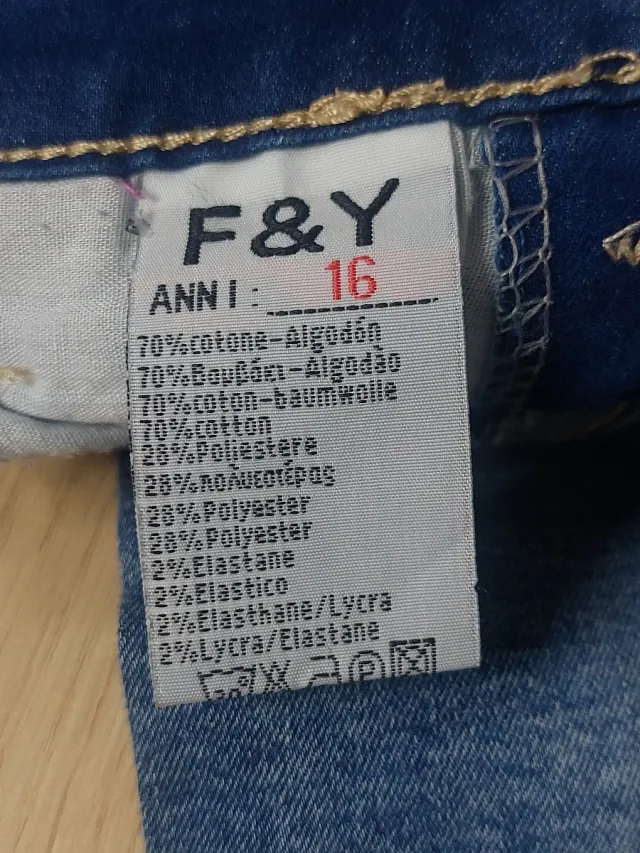 F&Y
ANNI: 16
70%cotone-Algodón
70%Βαμβάκι-Algodão
70%coton-baumwolle
70%cotton
28%Poliestere
28%πολυεστέρας
28%Polyester
28%Polyester
2%Elastane
2%Elastico
2%Elasthane/Lycra
2%Lycra/Elastane